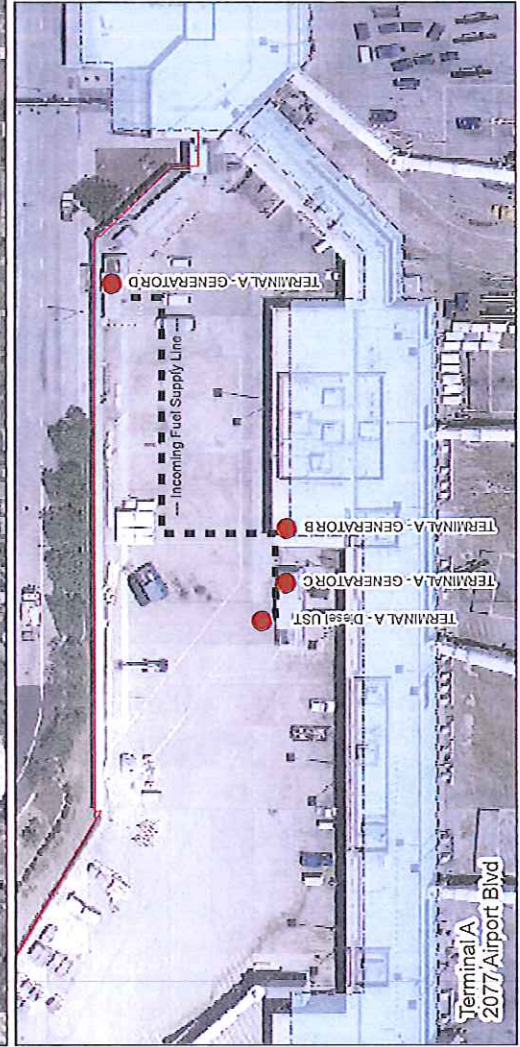 TERMINAL A - GENERATOR D
--- Incoming Fuel Supply Line ---
TERMINAL A - GENERATOR B
TERMINAL A - GENERATOR C
TERMINAL A - Diesel UST
Terminal A
2077 Airport Blvd